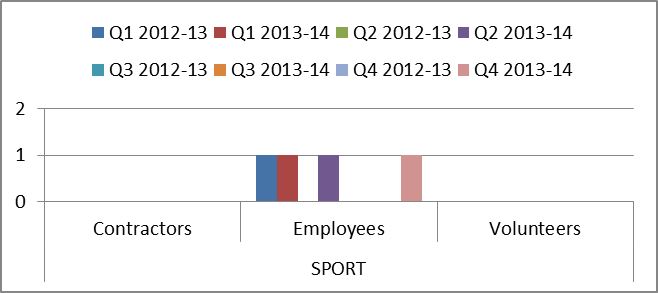 Q1 2012-13 Q1 2013-14 Q2 2012-13 Q2 2013-14
Q3 2012-13 Q3 2013-14 Q4 2012-13 Q4 2013-14
2
1
0
Contractors Employees Volunteers
SPORT